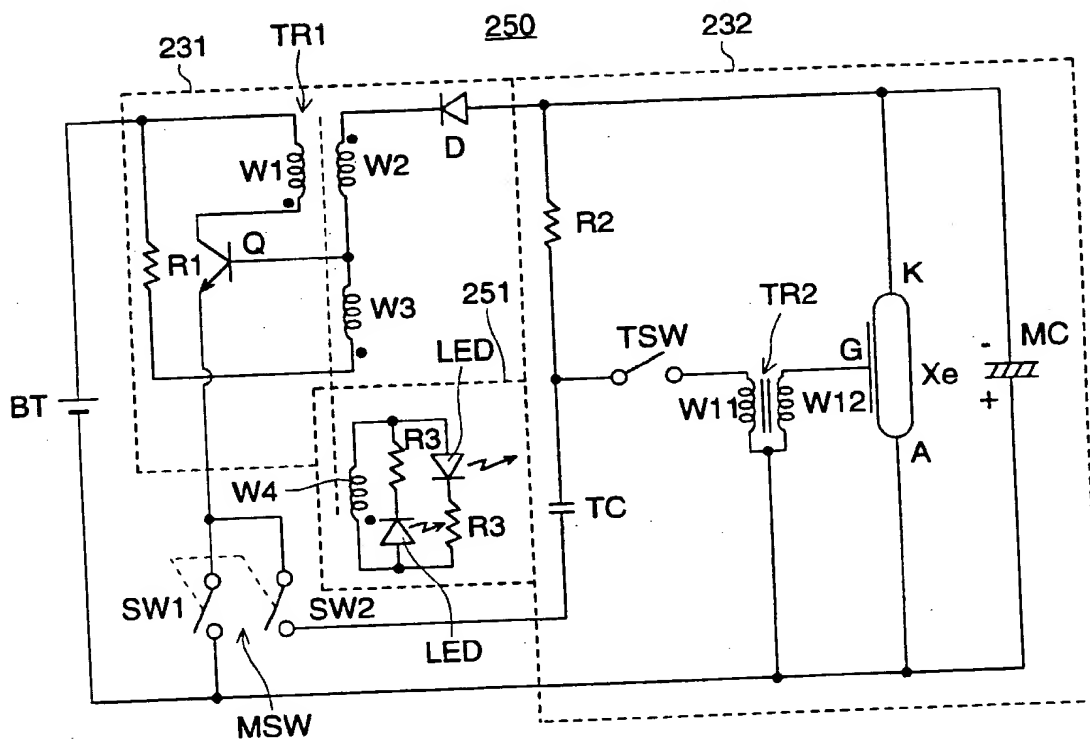 250
231
TR1
232
D
W1
W2
R2
Q
R1
W3
251
K
TR2
LED
TSW
G
MC
-
Xe
+
BT
W11
W12
R3
A
W4
R3
TC
SW1
SW2
LED
MSW